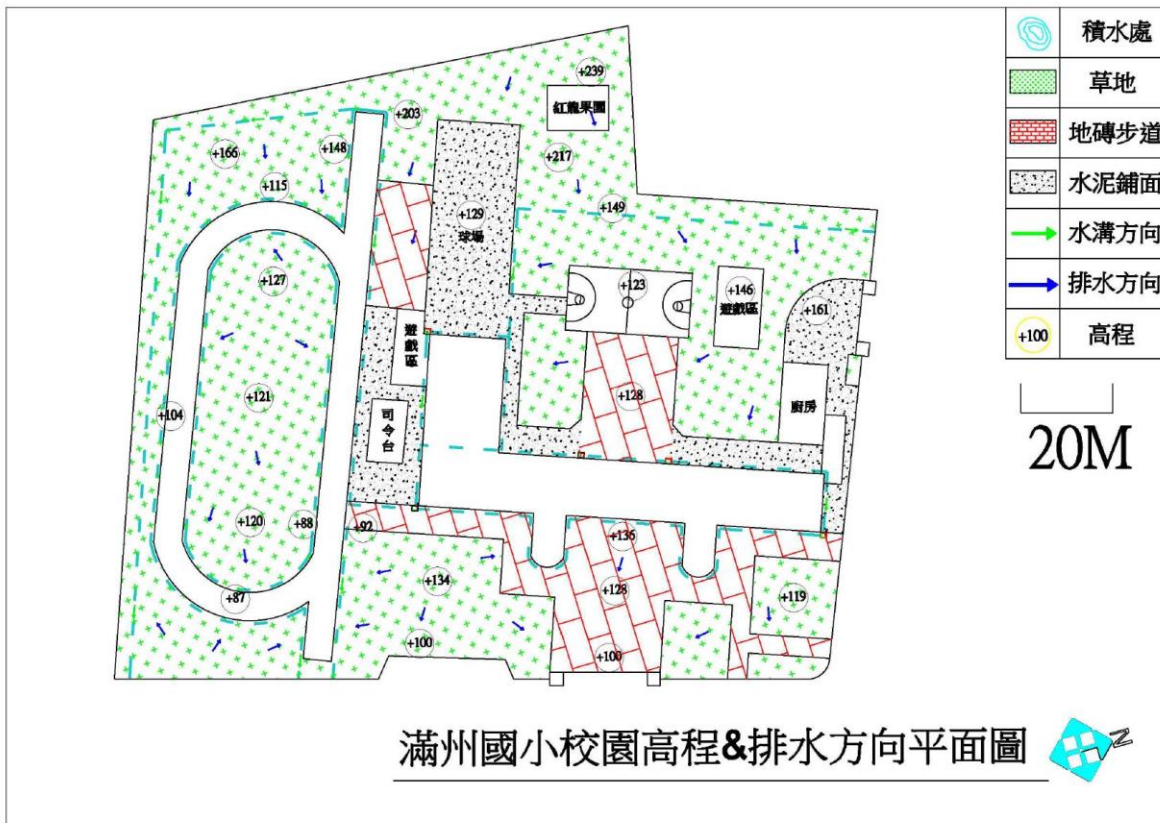 積水處
草地
地磚步道
水泥鋪面
水溝方向
排水方向
+100 高程
20M
+239
紅龍果園
+203
+166
+148
+217
+115
+129
球場
+149
+127
+123
+146
遊戲區
+161
遊戲區
+121
+104
+128
司令台
廚房
+120
+88
+92
+136
+134
+128
+119
+87
+100
+100
滿州國小校園高程&排水方向平面圖
N